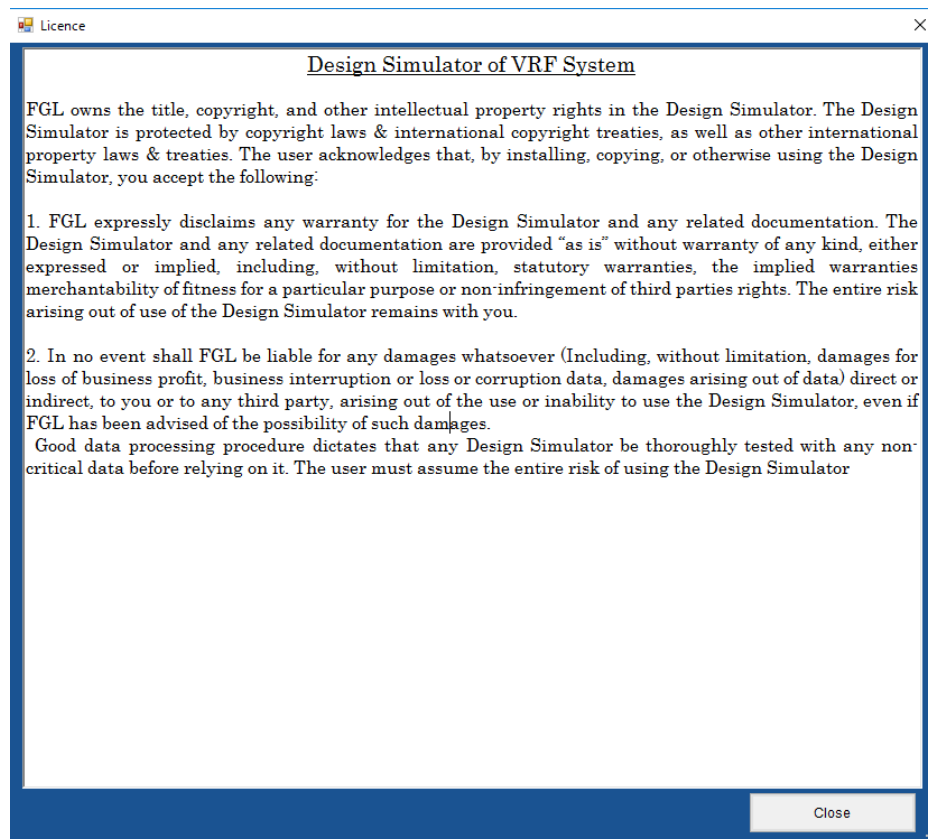 Licence
Design Simulator of VRF System
FGL owns the title, copyright, and other intellectual property rights in the Design Simulator. The Design
Simulator is protected by copyright laws & international copyright treaties, as well as other international
property laws & treaties. The user acknowledges that, by installing, copying, or otherwise using the Design
Simulator, you accept the following:
1. FGL expressly disclaims any warranty for the Design Simulator and any related documentation. The
Design Simulator and any related documentation are provided “as is” without warranty of any kind, either
expressed or implied, including, without limitation, statutory warranties, the implied warranties
merchantability of fitness for a particular purpose or non-infringement of third parties rights. The entire risk
arising out of use of the Design Simulator remains with you.
2. In no event shall FGL be liable for any damages whatsoever (Including, without limitation, damages for
loss of business profit, business interruption or loss or corruption data, damages arising out of data) direct or
indirect, to you or to any third party, arising out of the use or inability to use the Design Simulator, even if
FGL has been advised of the possibility of such damages.
Good data processing procedure dictates that any Design Simulator be thoroughly tested with any non-
critical data before relying on it. The user must assume the entire risk of using the Design Simulator
Close